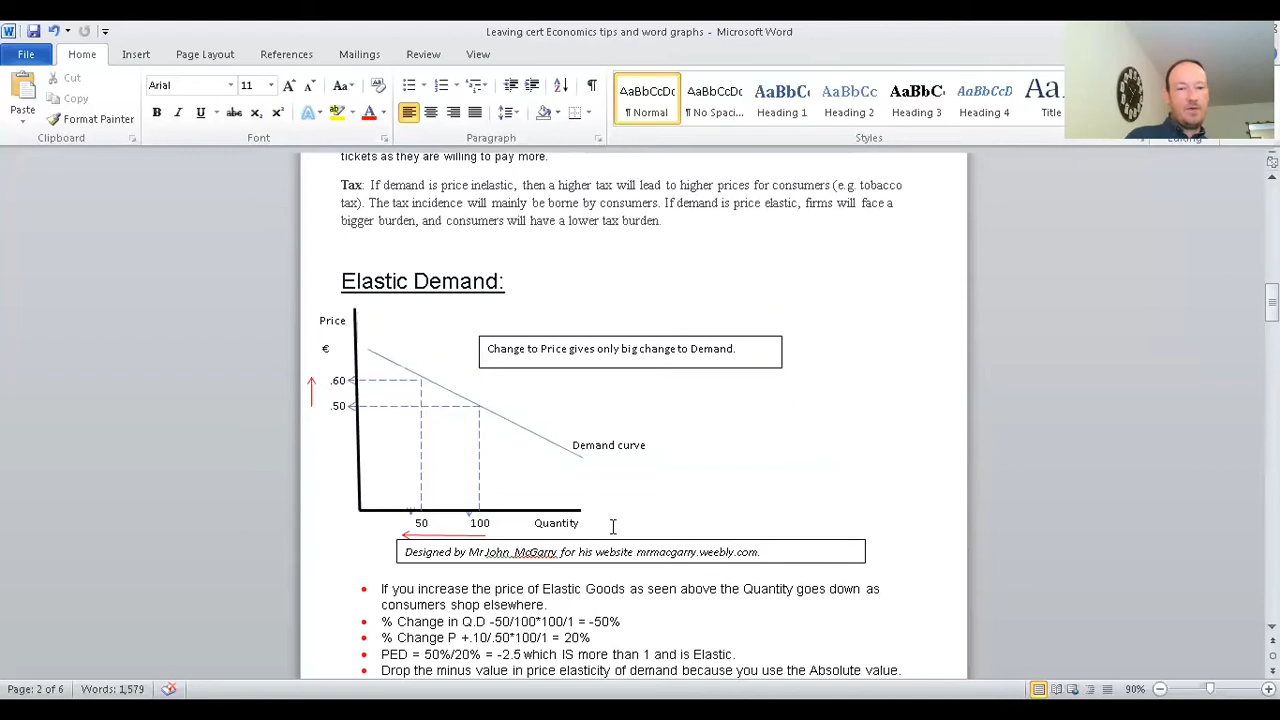 Leaving cert Economics tips and word graphs - Microsoft Word
File Home Insert Page Layout References Mailings Review View
Paste
Cut
Copy
Format Painter
Clipboard
Arial 11
Font
Paragraph
AaBbCcDc AaBbCcDc AaBbC AaBbC AaBbC AaBbCcD Aa
¶ Normal ¶ No Spaci... Heading 1 Heading 2 Heading 3 Heading 4 Title
Styles
Editing
tickets as they are willing to pay more.
Tax: If demand is price inelastic, then a higher tax will lead to higher prices for consumers (e.g. tobacco
tax). The tax incidence will mainly be borne by consumers. If demand is price elastic, firms will face a
bigger burden, and consumers will have a lower tax burden.
Elastic Demand:
Price
€
Change to Price gives only big change to Demand.
.60
.50
Demand curve
50 100 Quantity
Designed by Mr John McGarry for his website mrmacgarry.weebly.com.
If you increase the price of Elastic Goods as seen above the Quantity goes down as
consumers shop elsewhere.
% Change in Q.D -50/100*100/1 = -50%
% Change P +.10/.50*100/1 = 20%
PED = 50%/20% = -2.5 which IS more than 1 and is Elastic.
Drop the minus value in price elasticity of demand because you use the Absolute value.
Page: 2 of 6 Words: 1,579 90%